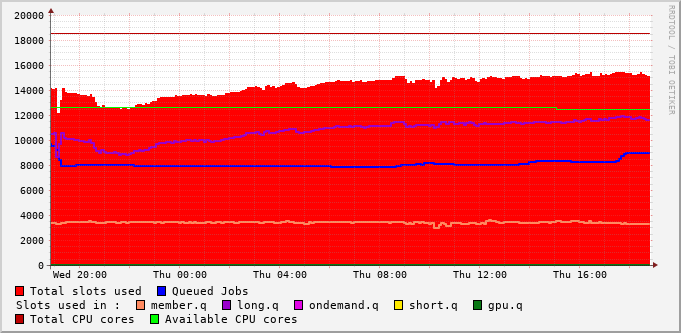 20000
18000
16000
14000
12000
10000
8000
6000
4000
2000
0
Wed 20:00 Thu 00:00 Thu 04:00 Thu 08:00 Thu 12:00 Thu 16:00
Total slots used Queued Jobs
Slots used in : member.q long.q ondemand.q short.q gpu.q
Total CPU cores Available CPU cores
RRDTOOL / TOBI OETIKER